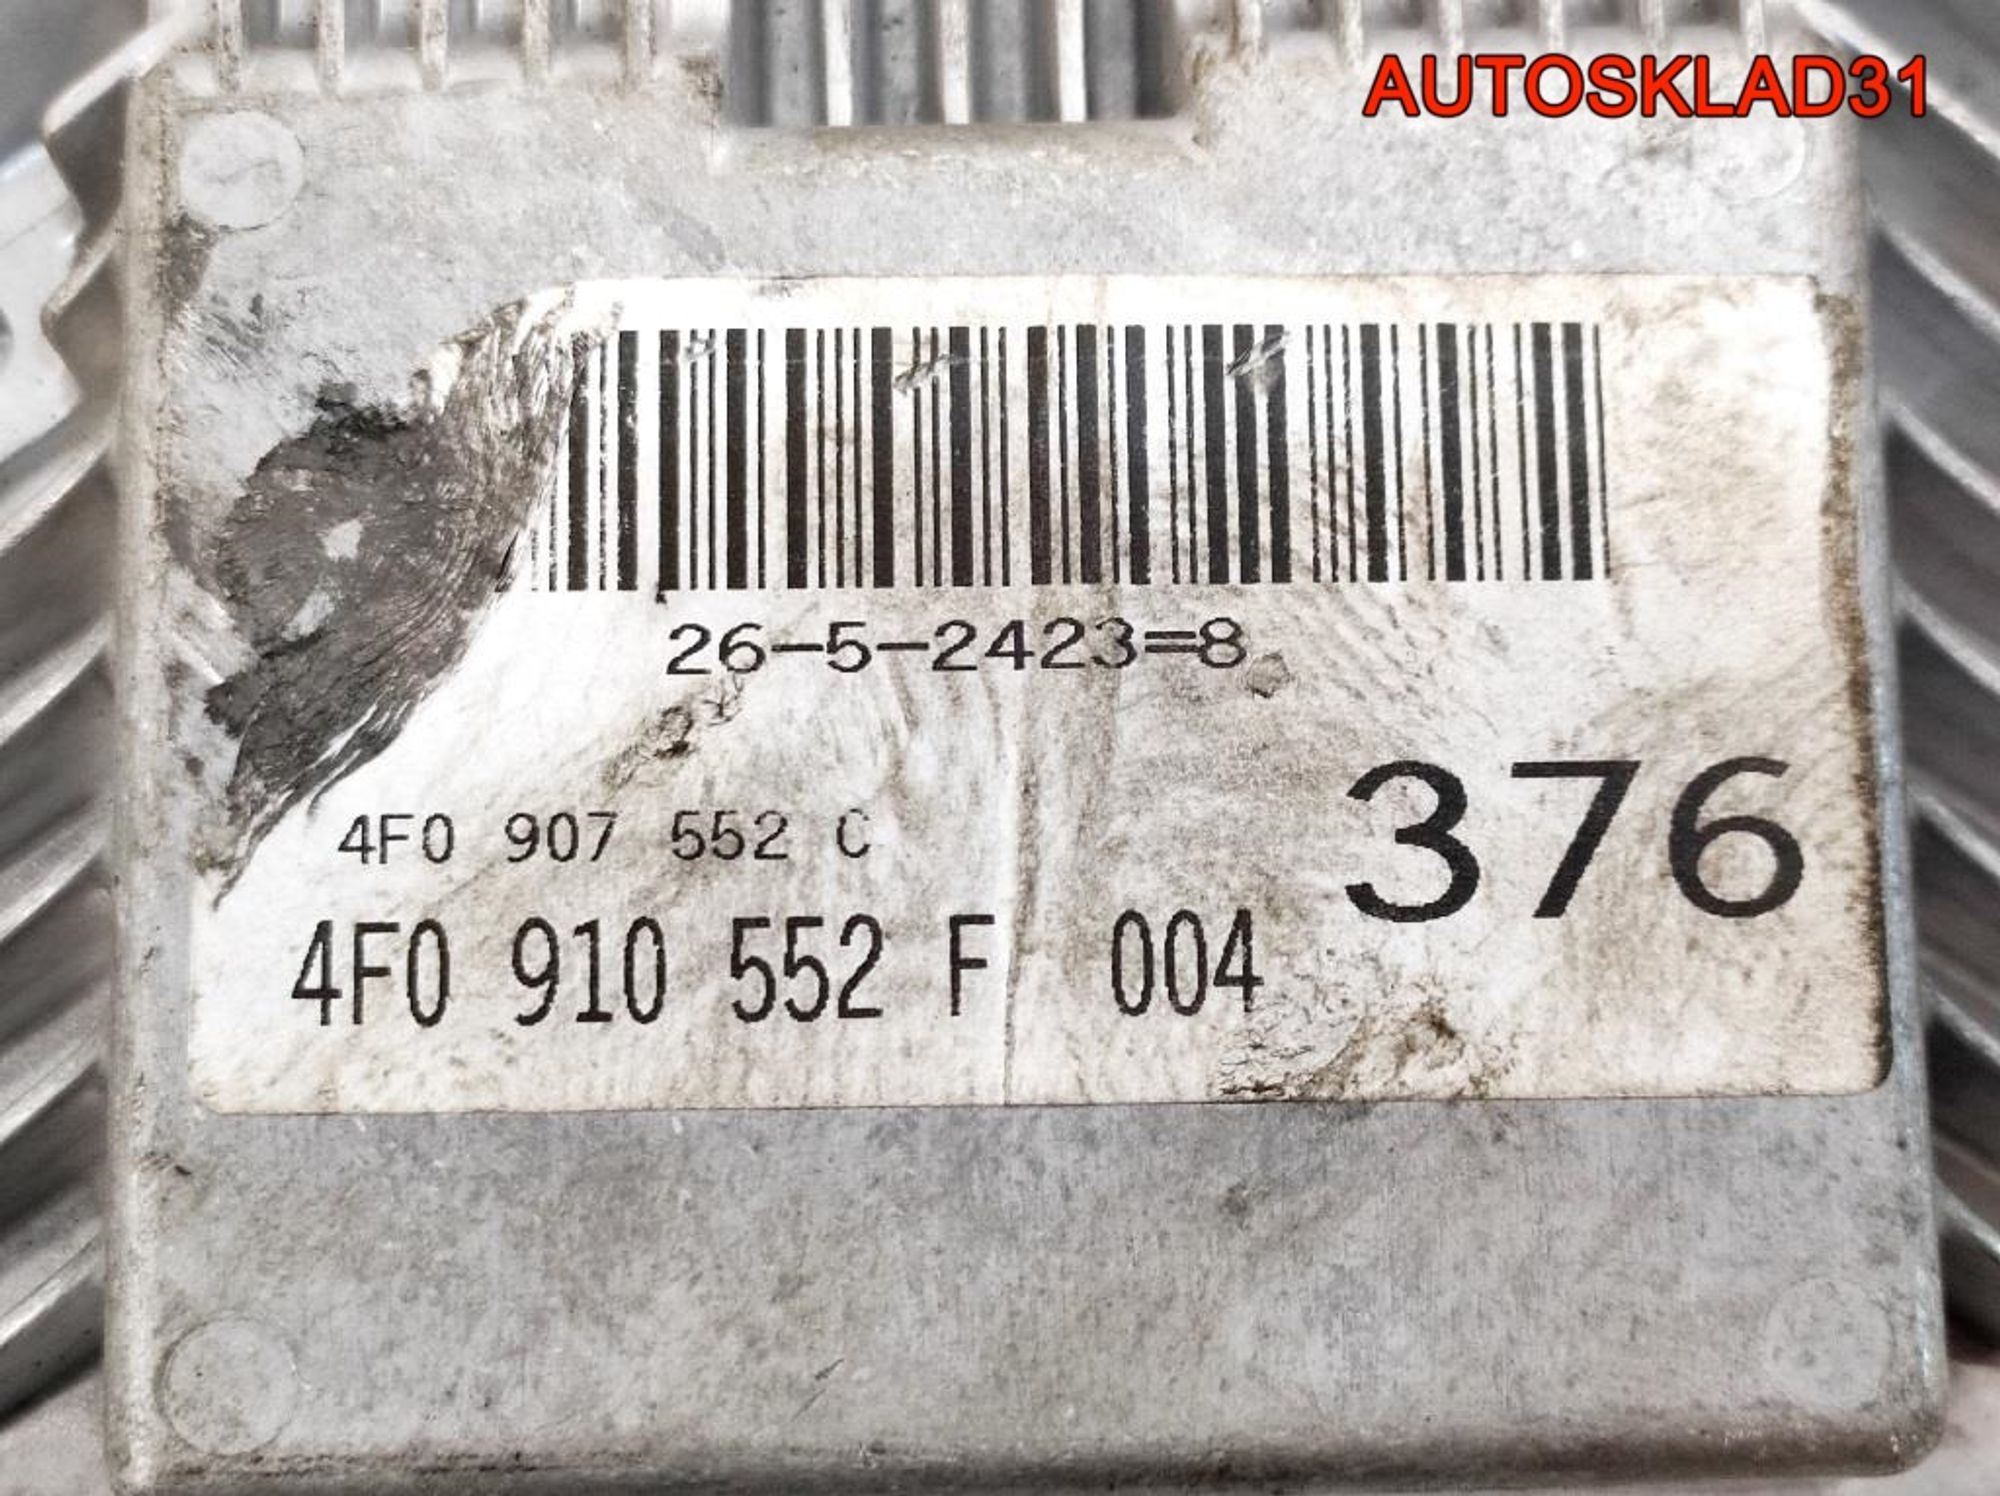 AUTOSKLAD31
26-5-2423=8
376
4F0 907 552 C
4F0 910 552 F 004